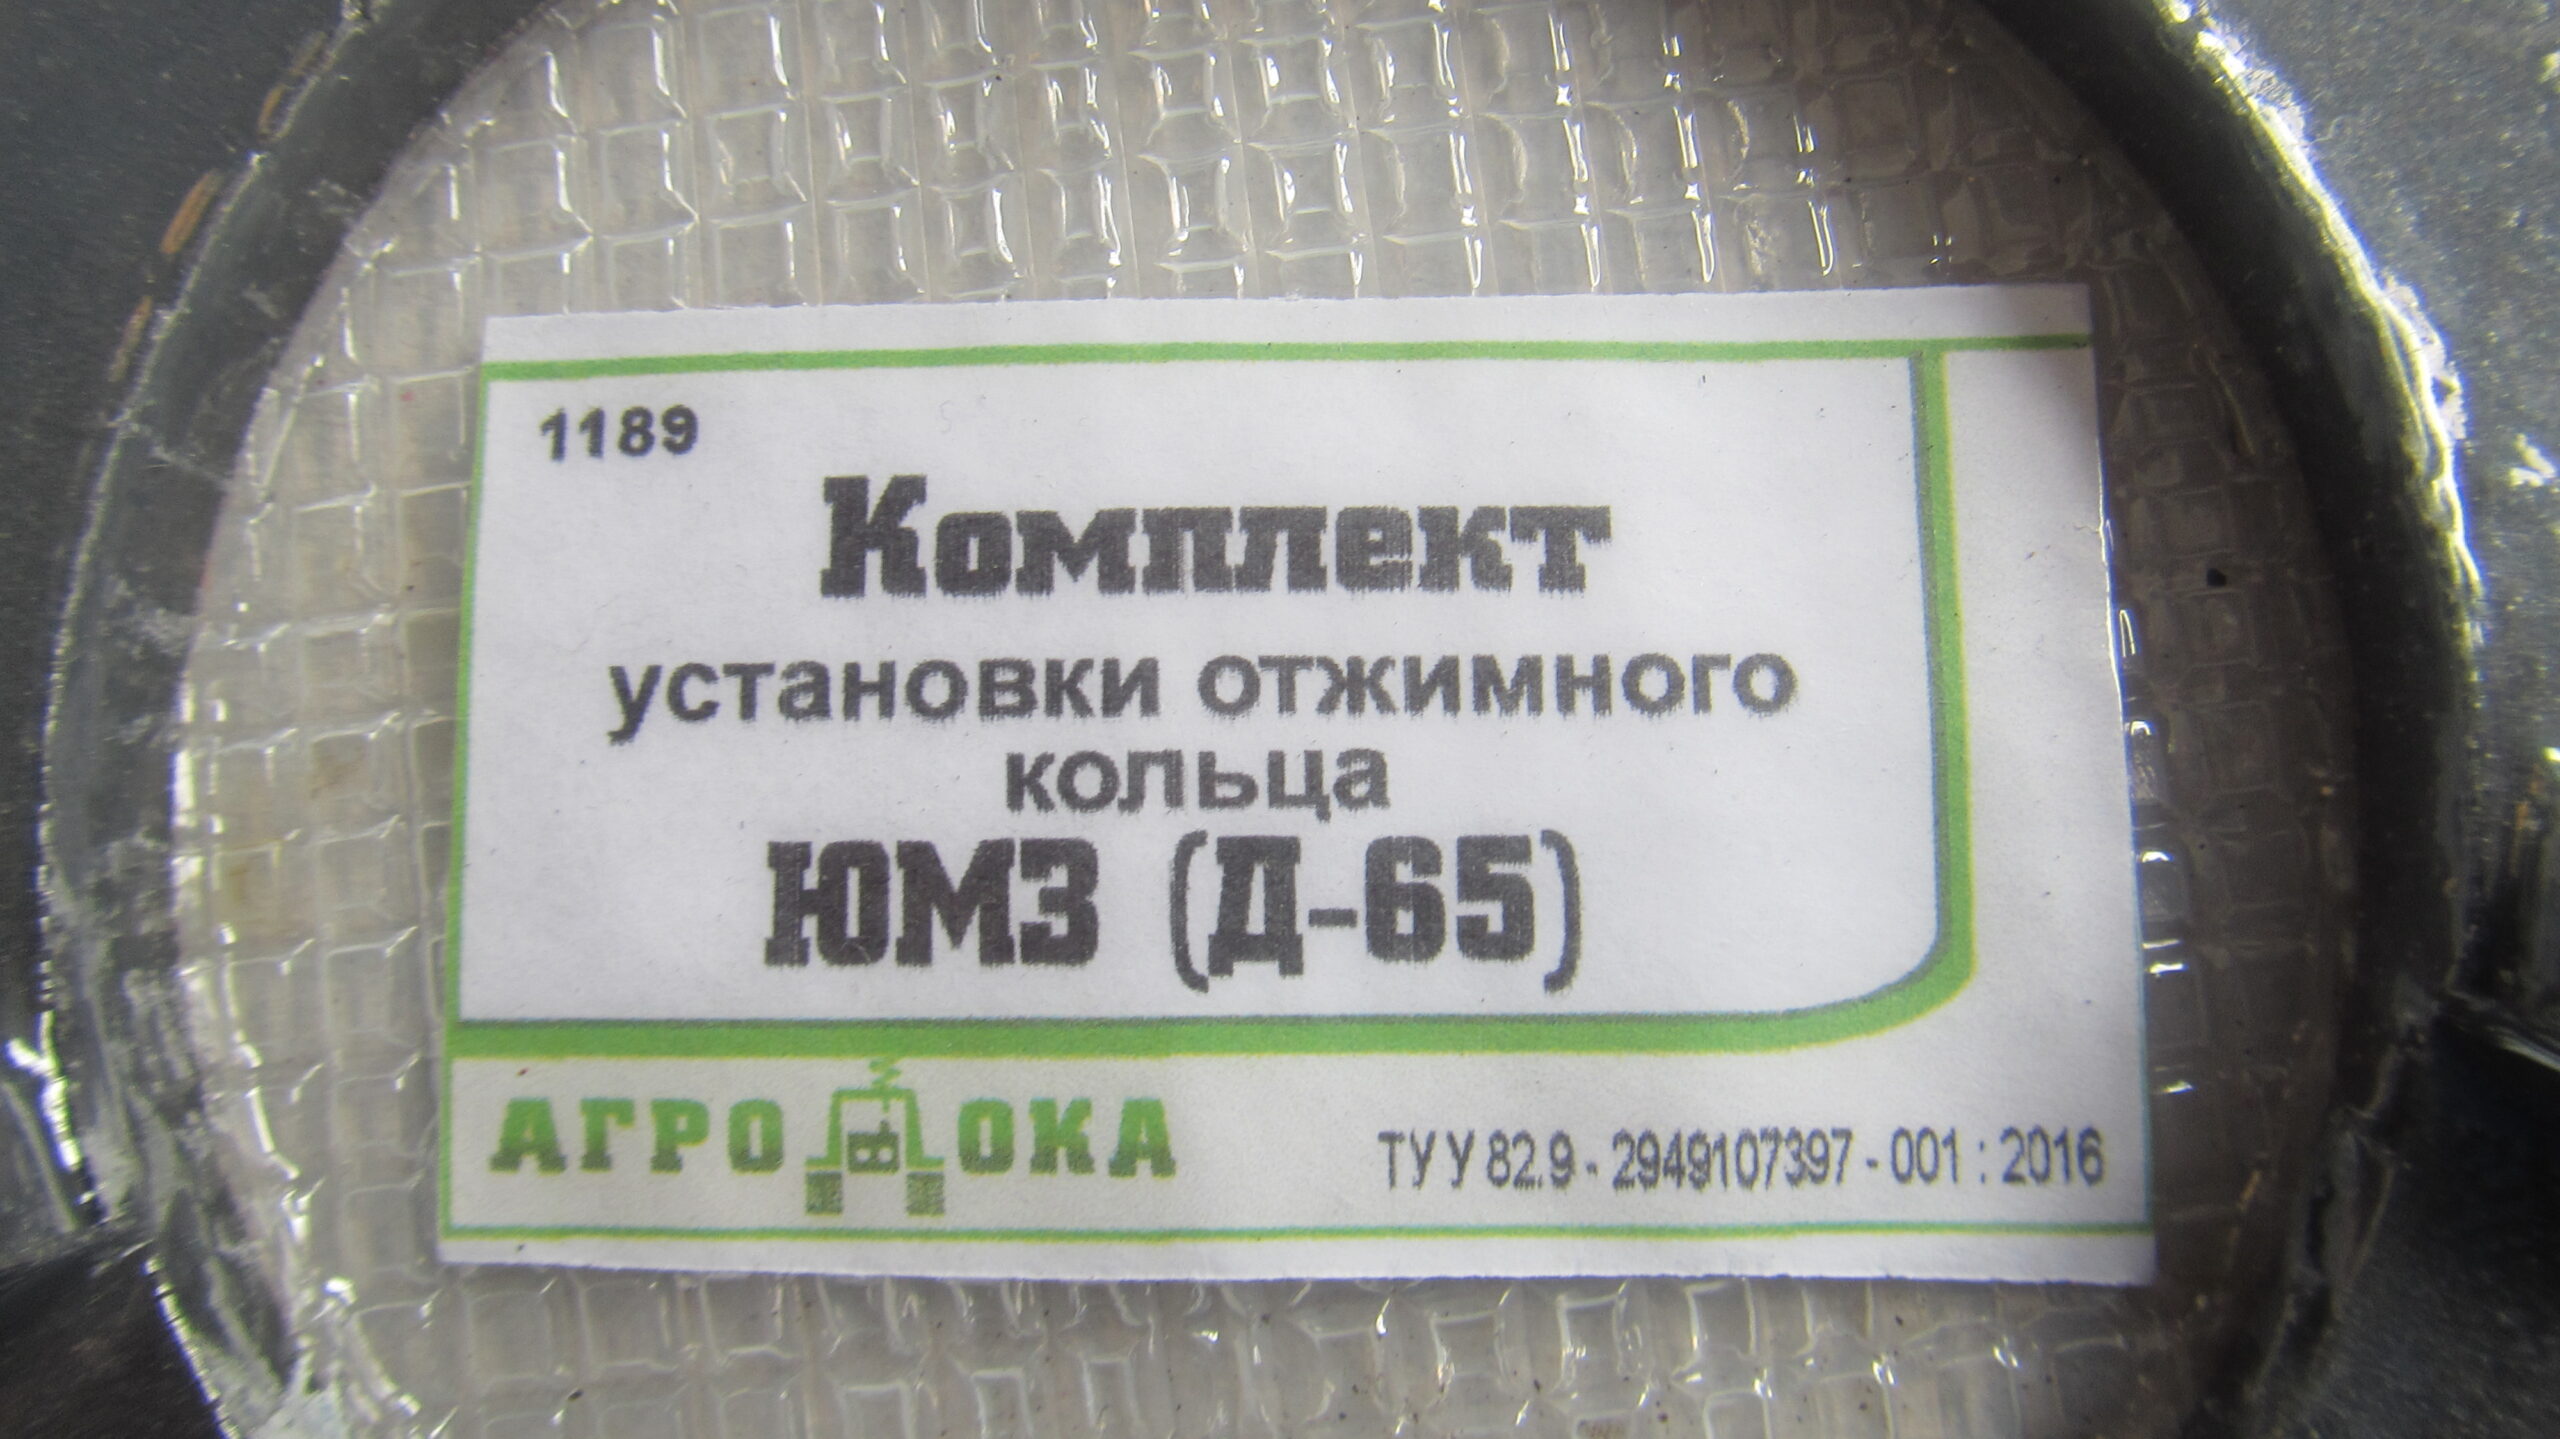 1189
Комплект
установки отжимного
кольца
ЮМЗ (Д-65)
АГРО ОКА
ТУ У 82.9 - 2949107397 - 001 : 2016